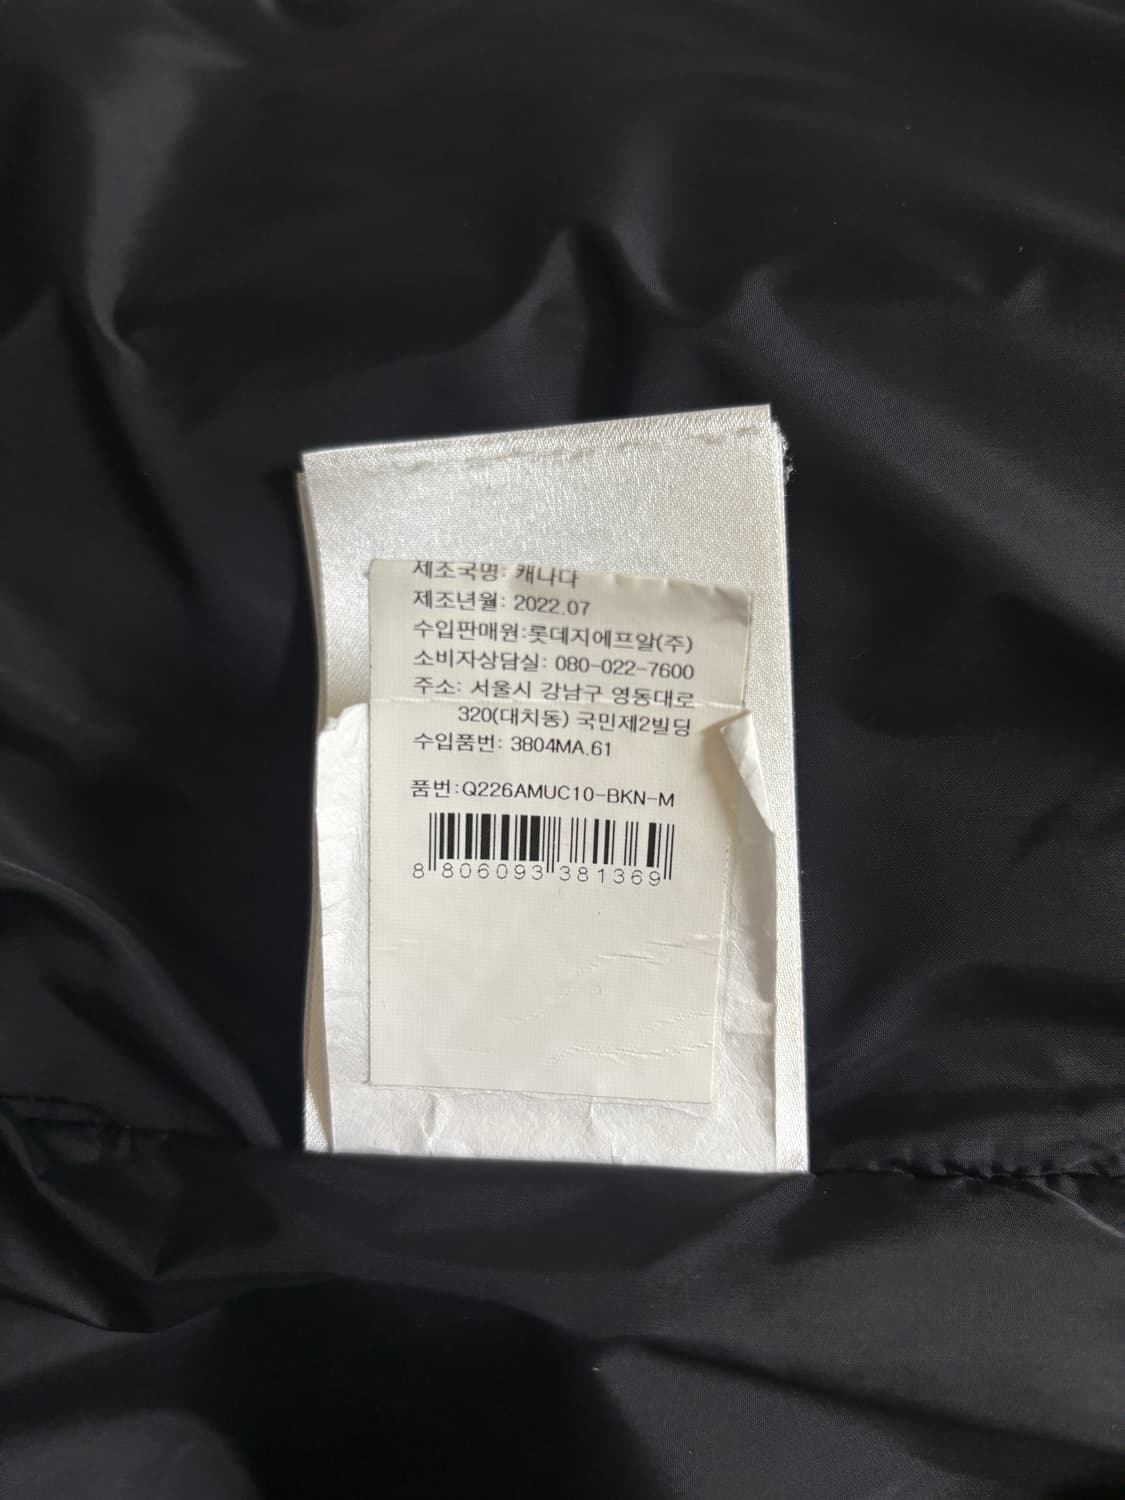 제조국명: 캐나다
제조년월: 2022.07
수입판매원:롯데지에프알(주)
소비자상담실: 080-022-7600
주소: 서울시 강남구 영동대로
320(대치동) 국민제2빌딩
수입품번: 3804MA.61
품번:Q226AMUC10-BKN-M
8 806093 381369